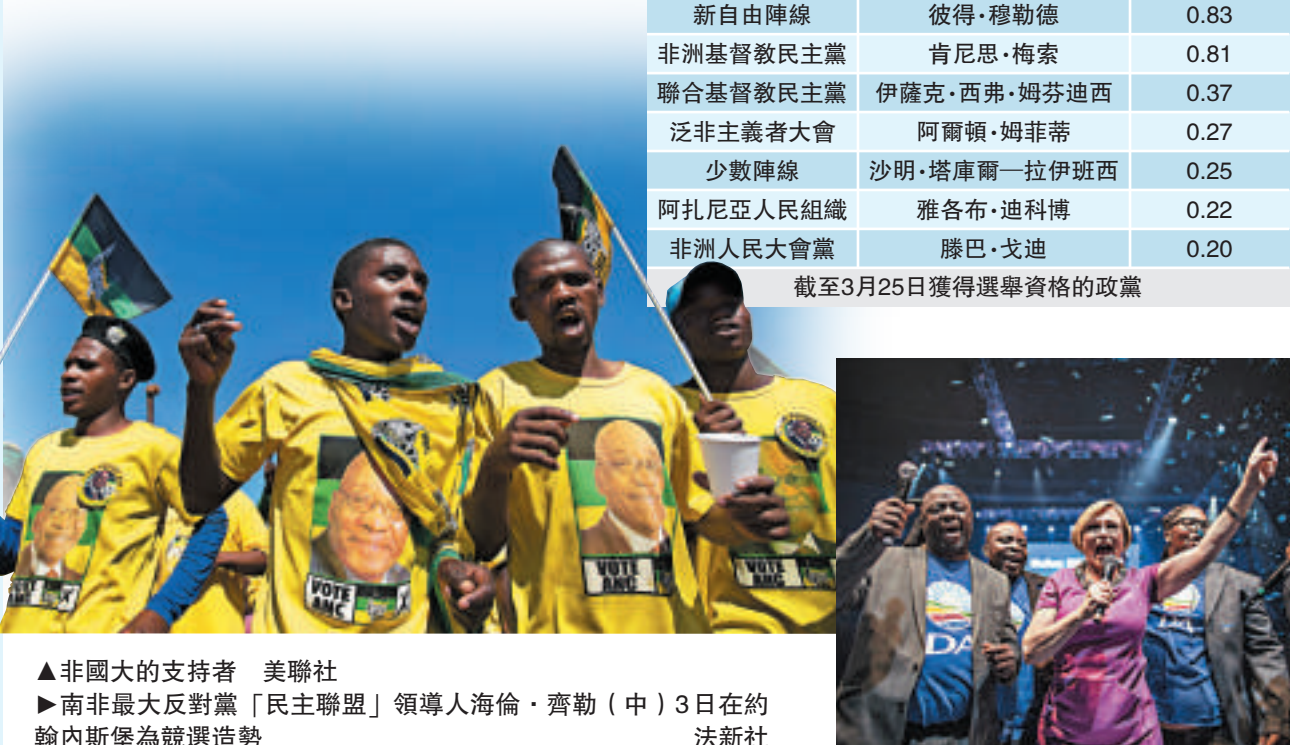 新自由陣線 彼得·穆勒德 0.83
非洲基督教民主黨 肯尼思·梅索 0.81
聯合基督教民主黨 伊薩克·西弗·姆芬迪西 0.37
泛非主義者大會 阿爾頓·姆菲蒂 0.27
少數陣線 沙明·塔庫爾—拉伊班西 0.25
阿扎尼亞人民組織 雅各布·迪科博 0.22
非洲人民大會黨 滕巴·戈迪 0.20
截至3月25日獲得選舉資格的政黨
VOTE
ANC
VOTE
ANC
VOTE
ANC
DA
▲非國大的支持者 美聯社
▶南非最大反對黨「民主聯盟」領導人海倫·齊勒(中)3日在約
翰內斯堡為競選造勢 法新社